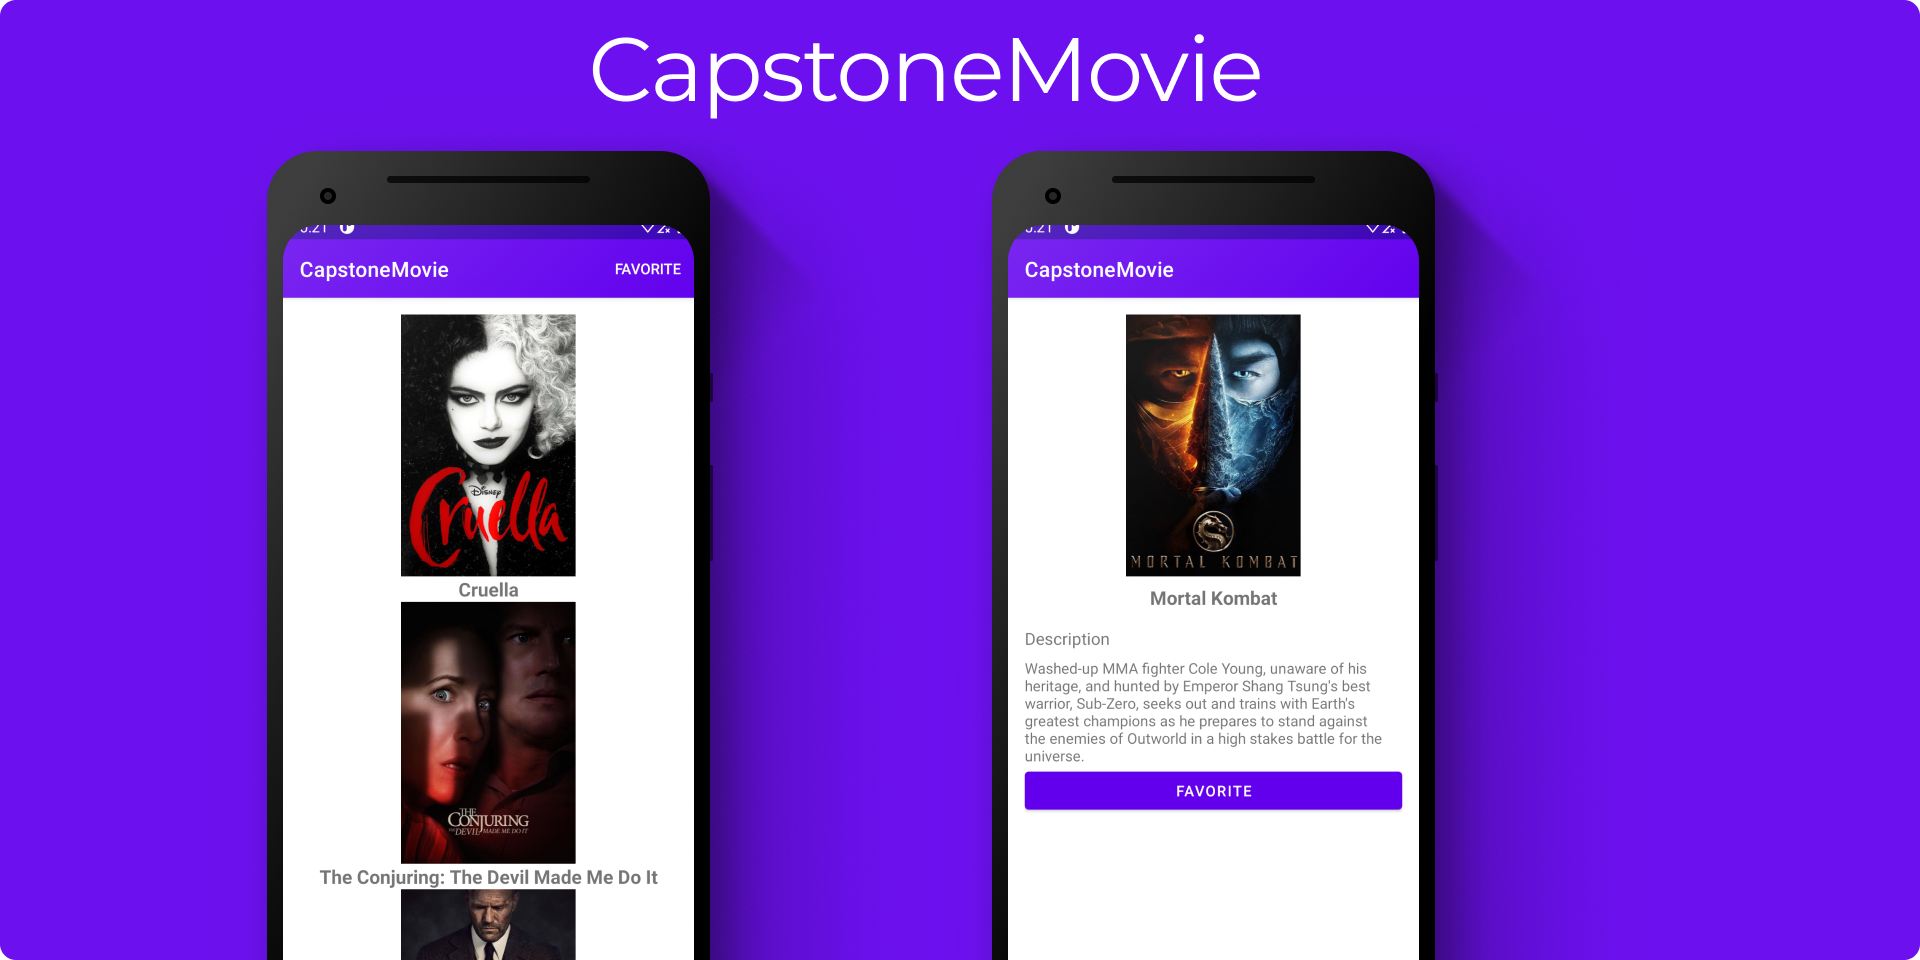 CapstoneMovie
CapstoneMovie
FAVORITE
DISNEY
Cruella
Cruella
THE
CONJURING
THE DEVIL MADE ME DO IT
The Conjuring: The Devil Made Me Do It
CapstoneMovie
MORTAL KOMBAT
Mortal Kombat
Description
Washed-up MMA fighter Cole Young, unaware of his
heritage, and hunted by Emperor Shang Tsung's best
warrior, Sub-Zero, seeks out and trains with Earth's
greatest champions as he prepares to stand against
the enemies of Outworld in a high stakes battle for the
universe.
FAVORITE